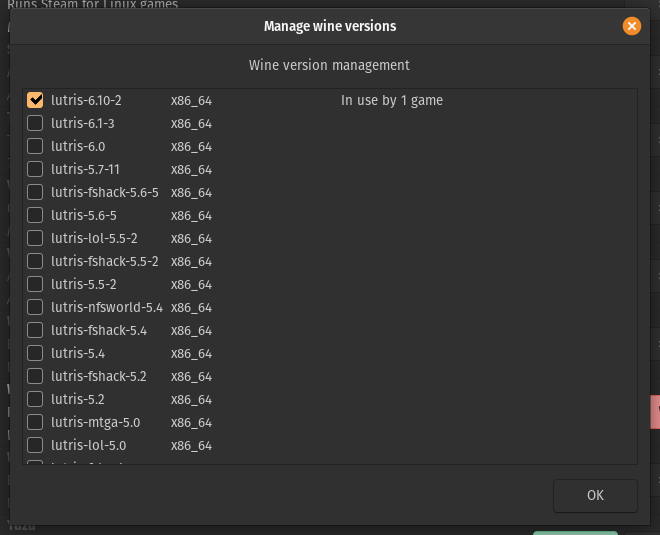 Runs Steam for Linux games
Manage wine versions
Wine version management
lutris-6.10-2 x86_64 In use by 1 game
lutris-6.1-3 x86_64
lutris-6.0 x86_64
lutris-5.7-11 x86_64
lutris-fshack-5.6-5 x86_64
lutris-5.6-5 x86_64
lutris-lol-5.5-2 x86_64
lutris-fshack-5.5-2 x86_64
lutris-5.5-2 x86_64
lutris-nfsworld-5.4 x86_64
lutris-fshack-5.4 x86_64
lutris-5.4 x86_64
lutris-fshack-5.2 x86_64
lutris-5.2 x86_64
lutris-mtga-5.0 x86_64
lutris-lol-5.0 x86_64
OK
Yuzu